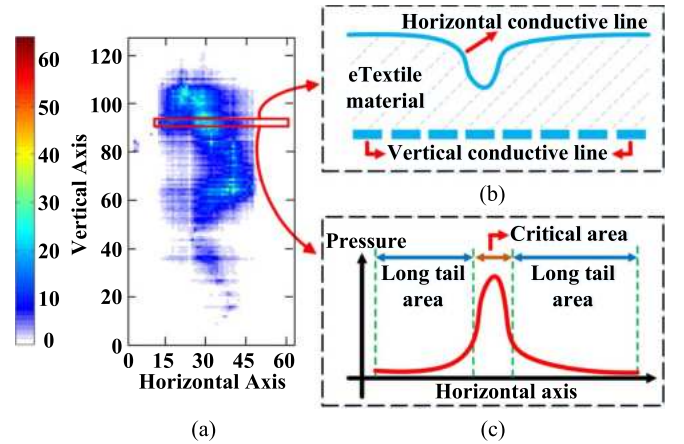 60
50
40
30
20
10
0
Vertical Axis
120
100
80
60
40
20
0
0 15 30 45 60
Horizontal Axis
(a)
Horizontal conductive line
eTextile
material
Vertical conductive line
(b)
Pressure
Critical area
Long tail
area
Long tail
area
Horizontal axis
(c)